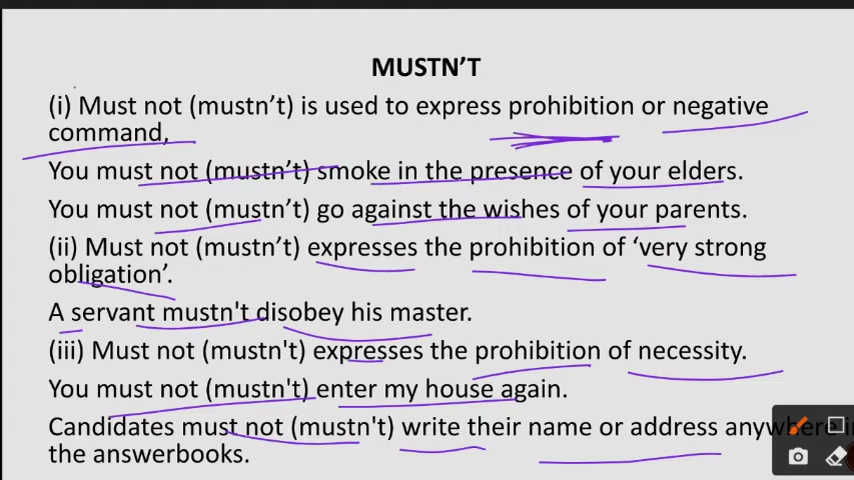 MUSTN’T
(i) Must not (mustn’t) is used to express prohibition or negative
command,
You must not (mustn’t) smoke in the presence of your elders.
You must not (mustn’t) go against the wishes of your parents.
(ii) Must not (mustn’t) expresses the prohibition of ‘very strong
obligation’.
A servant mustn't disobey his master.
(iii) Must not (mustn't) expresses the prohibition of necessity.
You must not (mustn't) enter my house again.
Candidates must not (mustn't) write their name or address anywhere in
the answerbooks.